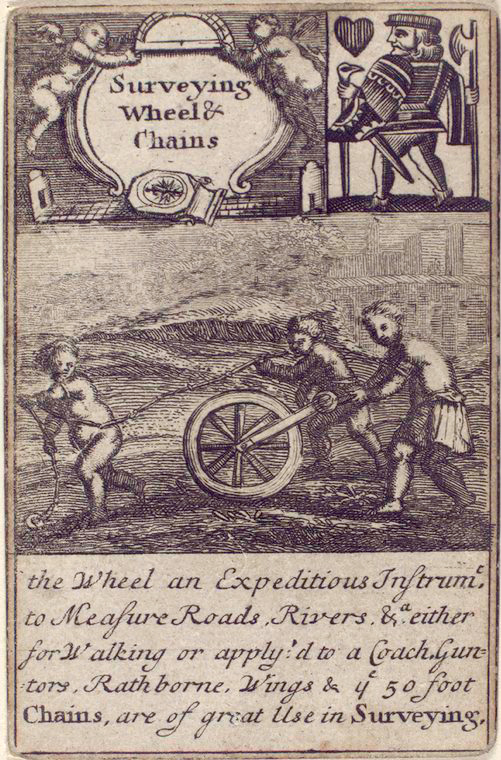 Surveying
Wheel &
Chains
the Wheel an Expeditious Inſtrumᵗ.
to Meaſure Roads, Rivers, &ᵃ. either
for Walking or apply'd to a Coach, Gun-
-tors, Rathborne, Wings & yᵉ 50 foot
Chains, are of great Use in Surveying.